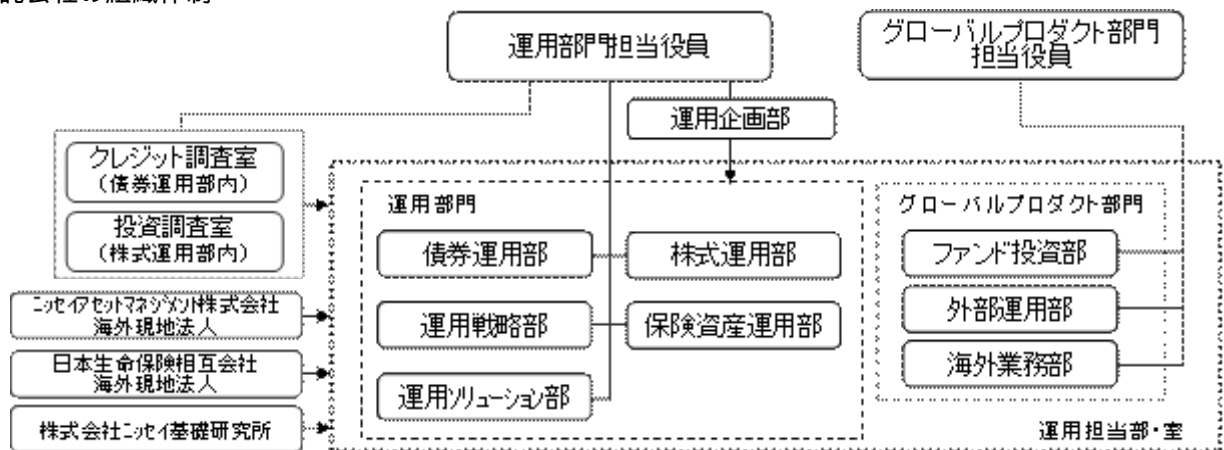 運用部門担当役員
グローバルプロダクト部門
担当役員
運用企画部
クレジット調査室
(債券運用部内)
投資調査室
(株式運用部内)
運用部門
グローバルプロダクト部門
債券運用部
株式運用部
ファンド投資部
ニッセイアセットマネジメント株式会社
海外現地法人
運用戦略部
保険資産運用部
外部運用部
日本生命保険相互会社
海外現地法人
運用ソリューション部
海外業務部
株式会社ニッセイ基礎研究所
運用担当部・室